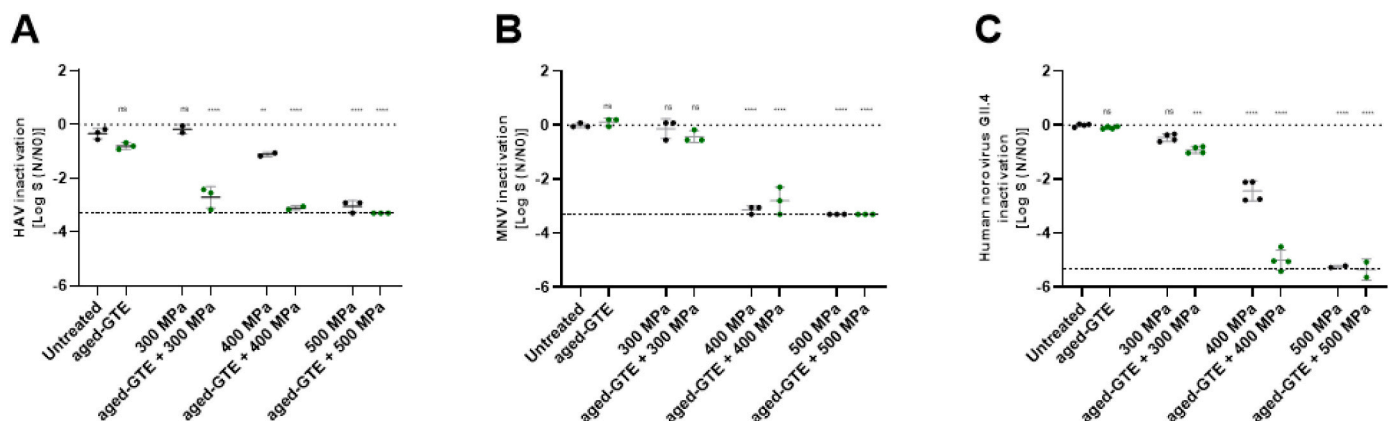 A
HAV inactivation
[Log S (N/N0)]
2
0
-2
-4
-6
ns
ns
****
**
****
****
****
Untreated
aged-GTE
300 MPa
aged-GTE + 300 MPa
400 MPa
aged-GTE + 400 MPa
500 MPa
aged-GTE + 500 MPa
B
MNV inactivation
[Log S (N/N0)]
2
0
-2
-4
-6
ns
ns
ns
****
****
****
****
Untreated
aged-GTE
300 MPa
aged-GTE + 300 MPa
400 MPa
aged-GTE + 400 MPa
500 MPa
aged-GTE + 500 MPa
C
Human norovirus GII.4
inactivation
[Log S (N/N0)]
2
0
-2
-4
-6
ns
ns
***
****
****
****
****
Untreated
aged-GTE
300 MPa
aged-GTE + 300 MPa
400 MPa
aged-GTE + 400 MPa
500 MPa
aged-GTE + 500 MPa